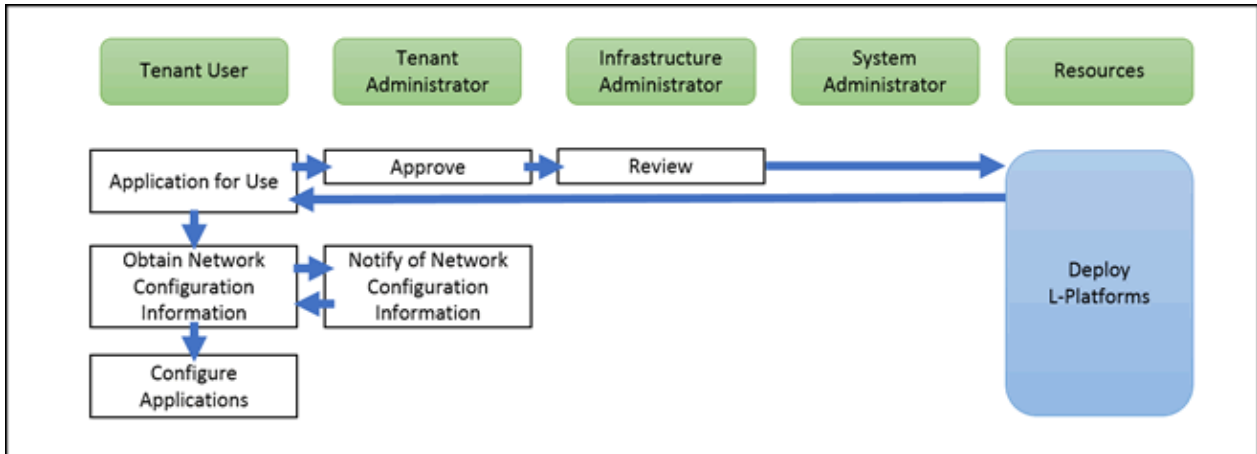 Tenant User
Tenant
Administrator
Infrastructure
Administrator
System
Administrator
Resources
Application for Use
Approve
Review
Deploy
L-Platforms
Obtain Network
Configuration
Information
Notify of Network
Configuration
Information
Configure
Applications